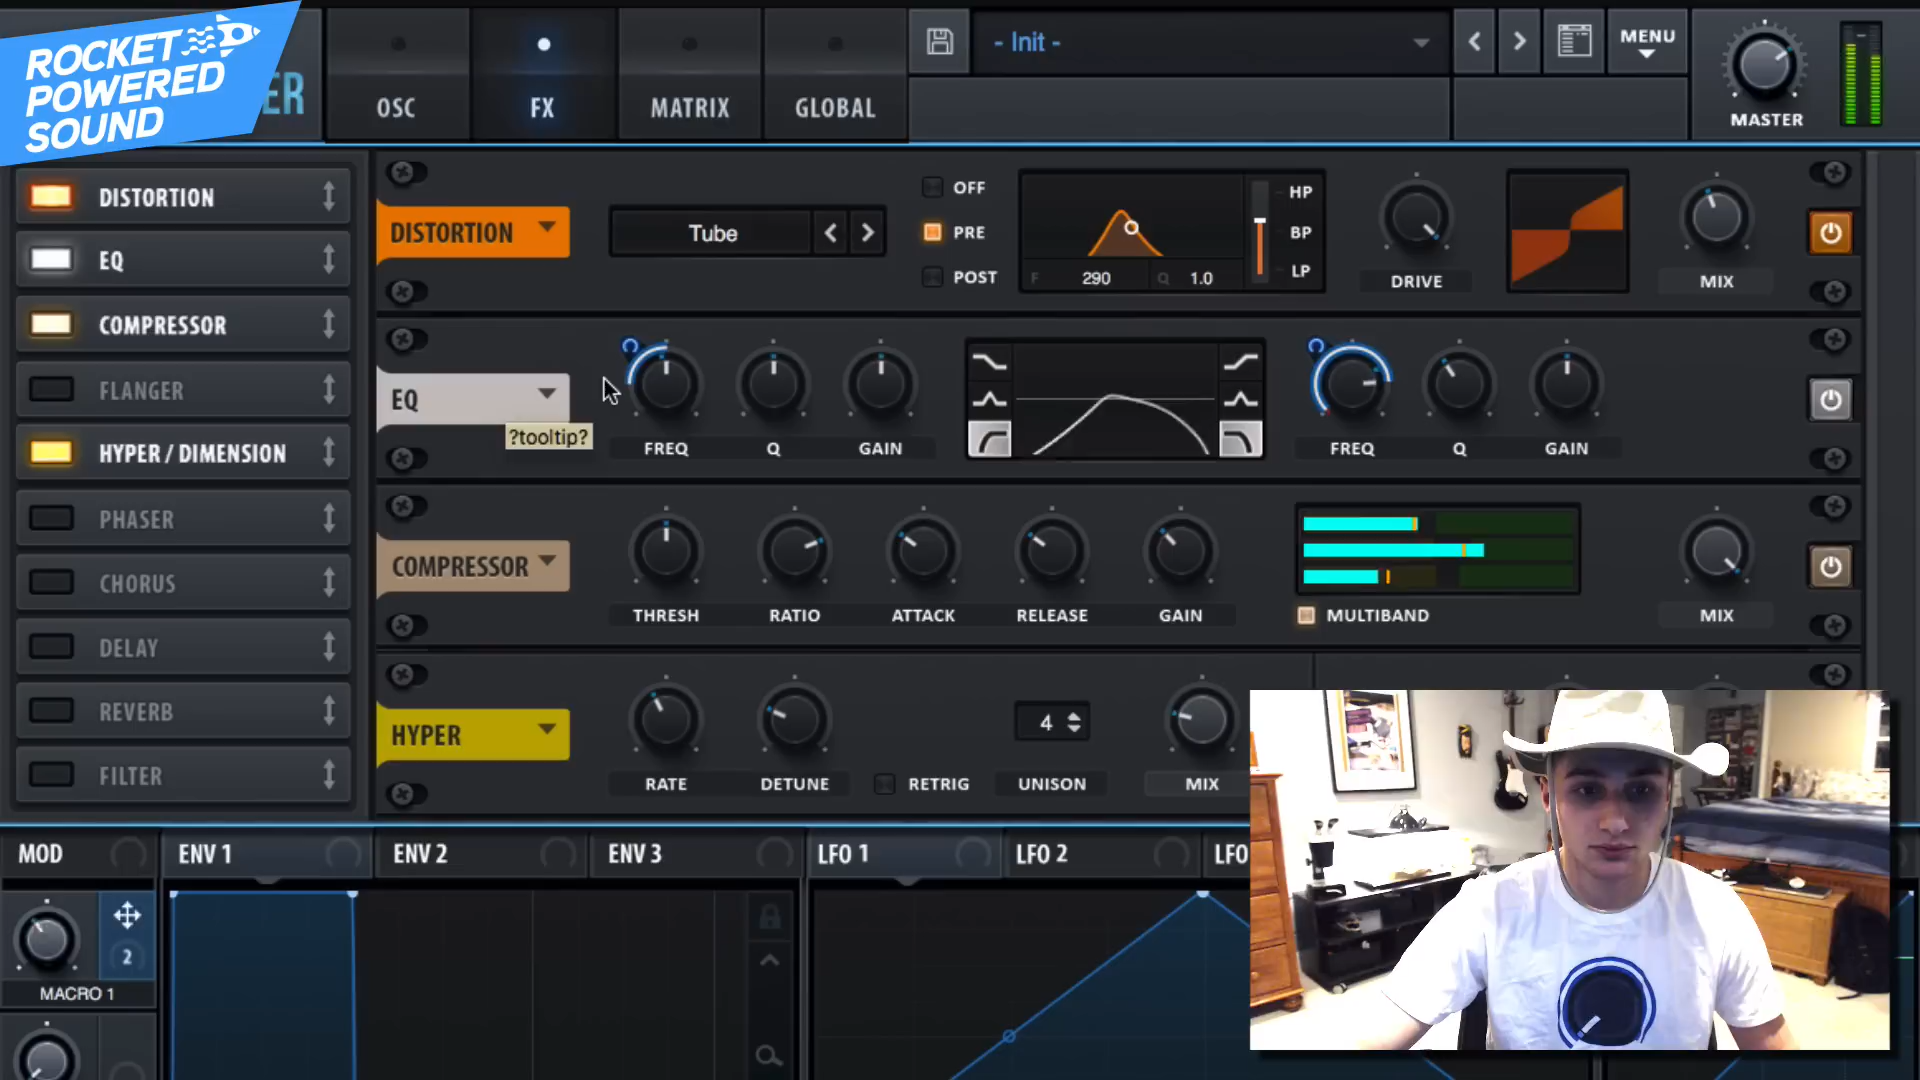 ROCKET
POWERED
SOUND
ER
OSC
FX
MATRIX
GLOBAL
- Init -
MENU
MASTER
DISTORTION
EQ
COMPRESSOR
FLANGER
HYPER / DIMENSION
PHASER
CHORUS
DELAY
REVERB
FILTER
DISTORTION
Tube
OFF
PRE
POST
F 290 Q 1.0
HP
BP
LP
DRIVE
MIX
EQ
?tooltip?
FREQ
Q
GAIN
FREQ
Q
GAIN
COMPRESSOR
THRESH
RATIO
ATTACK
RELEASE
GAIN
MULTIBAND
MIX
HYPER
RATE
DETUNE
RETRIG
4
UNISON
MIX
MOD
ENV 1
ENV 2
ENV 3
LFO 1
LFO 2
LFO
2
MACRO 1